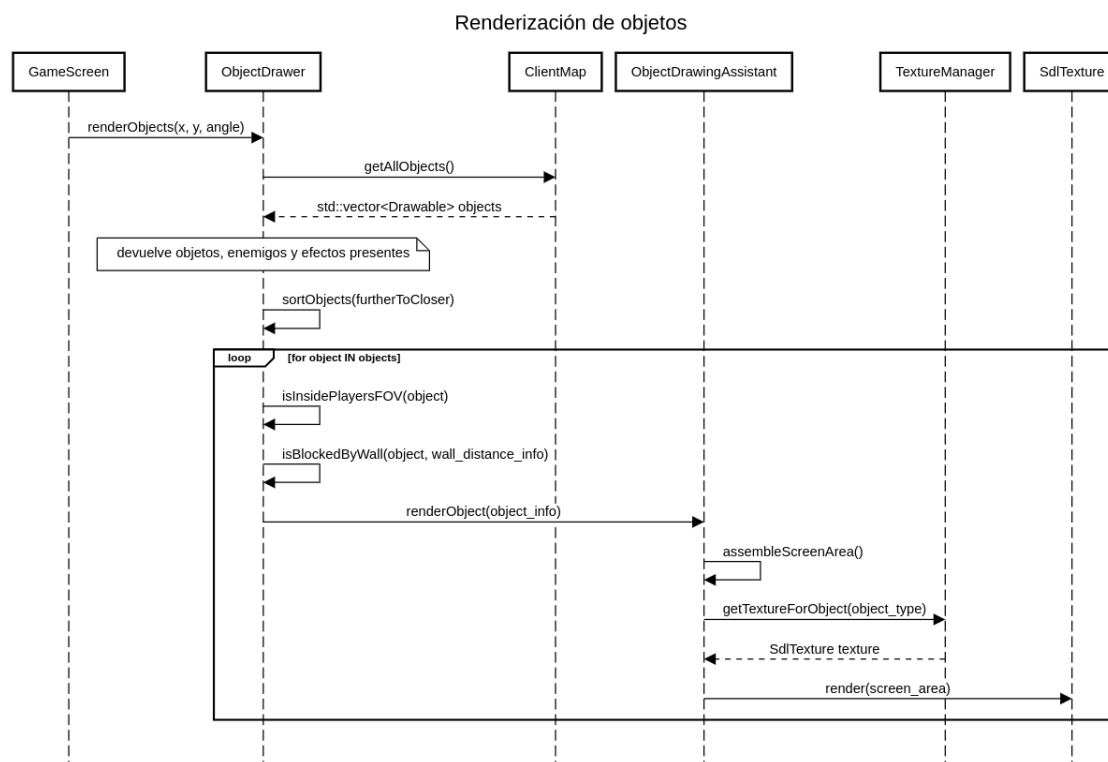 Renderización de objetos
GameScreen
ObjectDrawer
ClientMap
ObjectDrawingAssistant
TextureManager
SdlTexture
renderObjects(x, y, angle)
getAllObjects()
std::vector<Drawable> objects
devuelve objetos, enemigos y efectos presentes
sortObjects(furtherToCloser)
loop
[for object IN objects]
isInsidePlayersFOV(object)
isBlockedByWall(object, wall_distance_info)
renderObject(object_info)
assembleScreenArea()
getTextureForObject(object_type)
SdlTexture texture
render(screen_area)